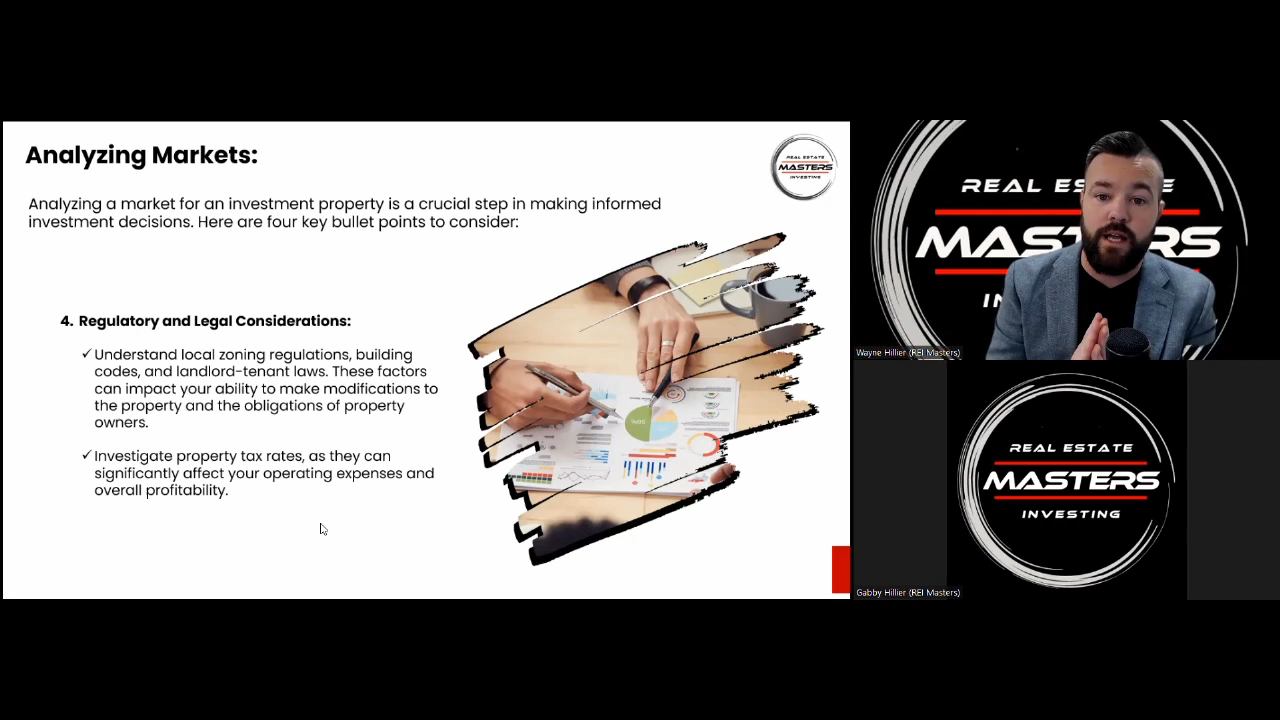 Analyzing Markets:
REAL ESTATE
MASTERS
INVESTING
Analyzing a market for an investment property is a crucial step in making informed
investment decisions. Here are four key bullet points to consider:
4. Regulatory and Legal Considerations:
✓Understand local zoning regulations, building
codes, and landlord-tenant laws. These factors
can impact your ability to make modifications to
the property and the obligations of property
owners.
✓Investigate property tax rates, as they can
significantly affect your operating expenses and
overall profitability.
REAL ES E
MAS RS
IN
Wayne Hillier (REI Masters)
REAL ESTATE
MASTERS
INVESTING
Gabby Hillier (REI Masters)